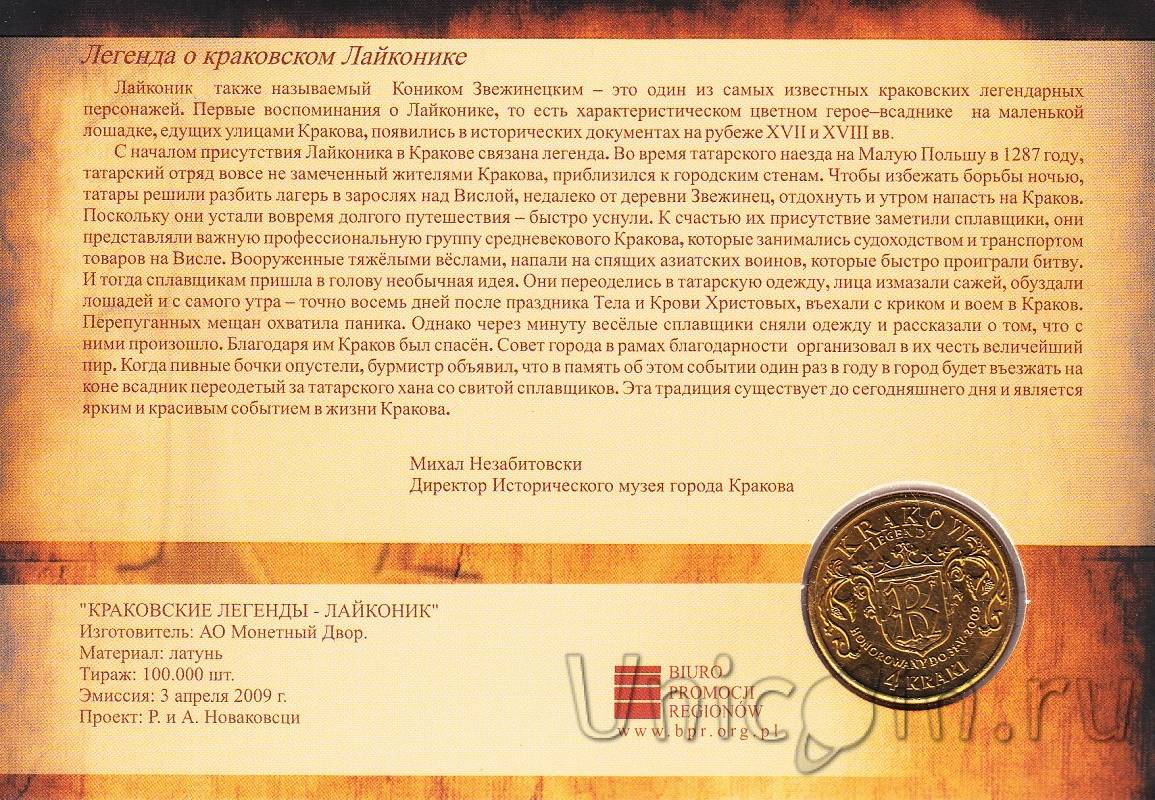 Легенда о краковском Лайконике
Лайконик также называемый Коником Звежинецким – это один из самых известных краковских легендарных
персонажей. Первые воспоминания о Лайконике, то есть характеристическом цветном герое–всаднике на маленькой
лошадке, едущих улицами Кракова, появились в исторических документах на рубеже XVII и XVIII вв.
С началом присутствия Лайконика в Кракове связана легенда. Во время татарского наезда на Малую Польшу в 1287 году,
татарский отряд вовсе не замеченный жителями Кракова, приблизился к городским стенам. Чтобы избежать борьбы ночью,
татары решили разбить лагерь в зарослях над Вислой, недалеко от деревни Звежинец, отдохнуть и утром напасть на Краков.
Поскольку они устали вовремя долгого путешествия – быстро уснули. К счастью их присутствие заметили сплавщики, они
представляли важную профессиональную группу средневекового Кракова, которые занимались судоходством и транспортом
товаров на Висле. Вооруженные тяжёлыми вёслами, напали на спящих азиатских воинов, которые быстро проиграли битву.
И тогда сплавщикам пришла в голову необычная идея. Они переоделись в татарскую одежду, лица измазали сажей, обуздали
лошадей и с самого утра – точно восемь дней после праздника Тела и Крови Христовых, въехали с криком и воем в Краков.
Перепуганных мещан охватила паника. Однако через минуту весёлые сплавщики сняли одежду и рассказали о том, что с
ними произошло. Благодаря им Краков был спасён. Совет города в рамах благодарности организовал в их честь величейший
пир. Когда пивные бочки опустели, бурмистр объявил, что в память об этом событии один раз в году в город будет въезжать на
коне всадник переодетый за татарского хана со свитой сплавщиков. Эта традиция существует до сегодняшнего дня и является
ярким и красивым событием в жизни Кракова.
Михал Незабитовски
Директор Исторического музея города Кракова
KRAKÓW
LEGENDY
HONOROWANY DO 31.V.2009
4 KRAKI
"КРАКОВСКИЕ ЛЕГЕНДЫ - ЛАЙКОНИК"
Изготовитель: АО Монетный Двор.
Материал: латунь
Тираж: 100.000 шт.
Эмиссия: 3 апреля 2009 г.
Проект: Р. и А. Новаковсци
BIURO
PROMOCJI
REGIONÓW
www.bpr.org.pl
Unicoin.ru